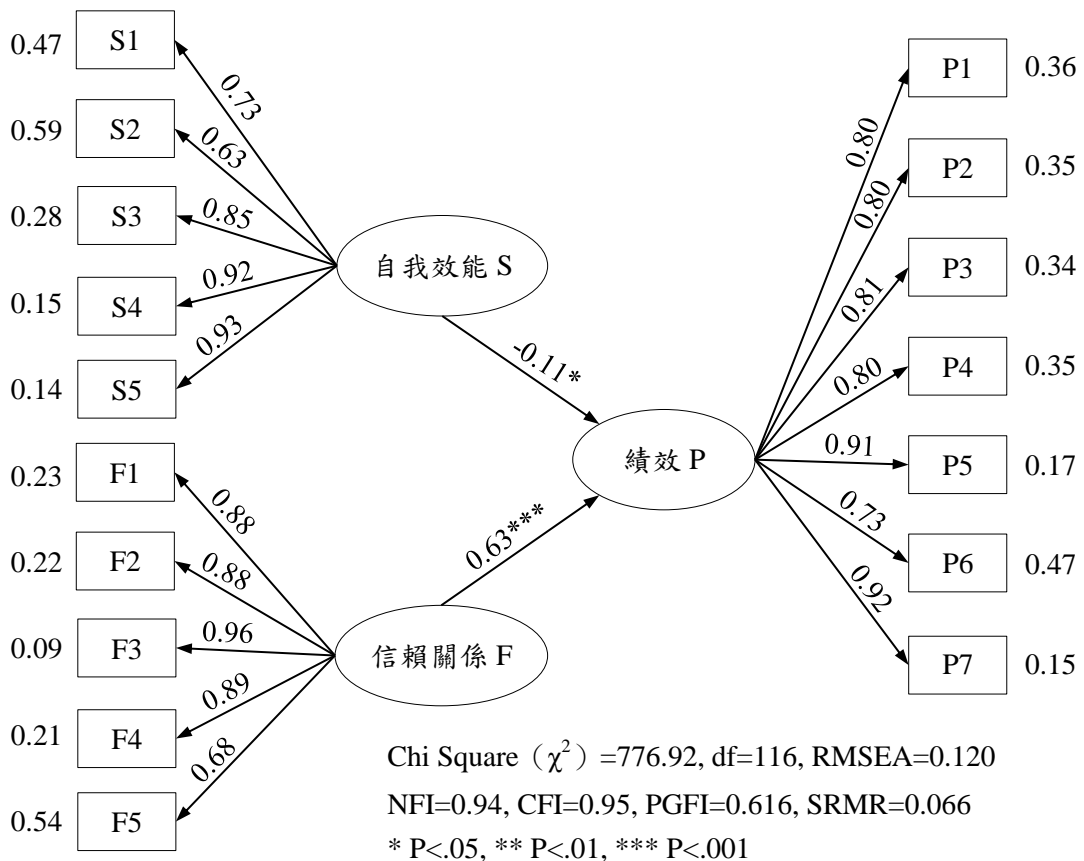 0.47 S1
0.73
0.59 S2
0.63
0.28 S3
0.85
0.15 S4
0.92
0.14 S5
0.93
自我效能 S
-0.11*
0.23 F1
0.88
0.22 F2
0.88
0.09 F3
0.96
0.21 F4
0.89
0.54 F5
0.68
信賴關係 F
0.63***
績效 P
0.80
P1 0.36
0.80
P2 0.35
0.81
P3 0.34
0.80
P4 0.35
0.91
P5 0.17
0.73
P6 0.47
0.92
P7 0.15
Chi Square（χ²）=776.92, df=116, RMSEA=0.120
NFI=0.94, CFI=0.95, PGFI=0.616, SRMR=0.066
* P<.05, ** P<.01, *** P<.001